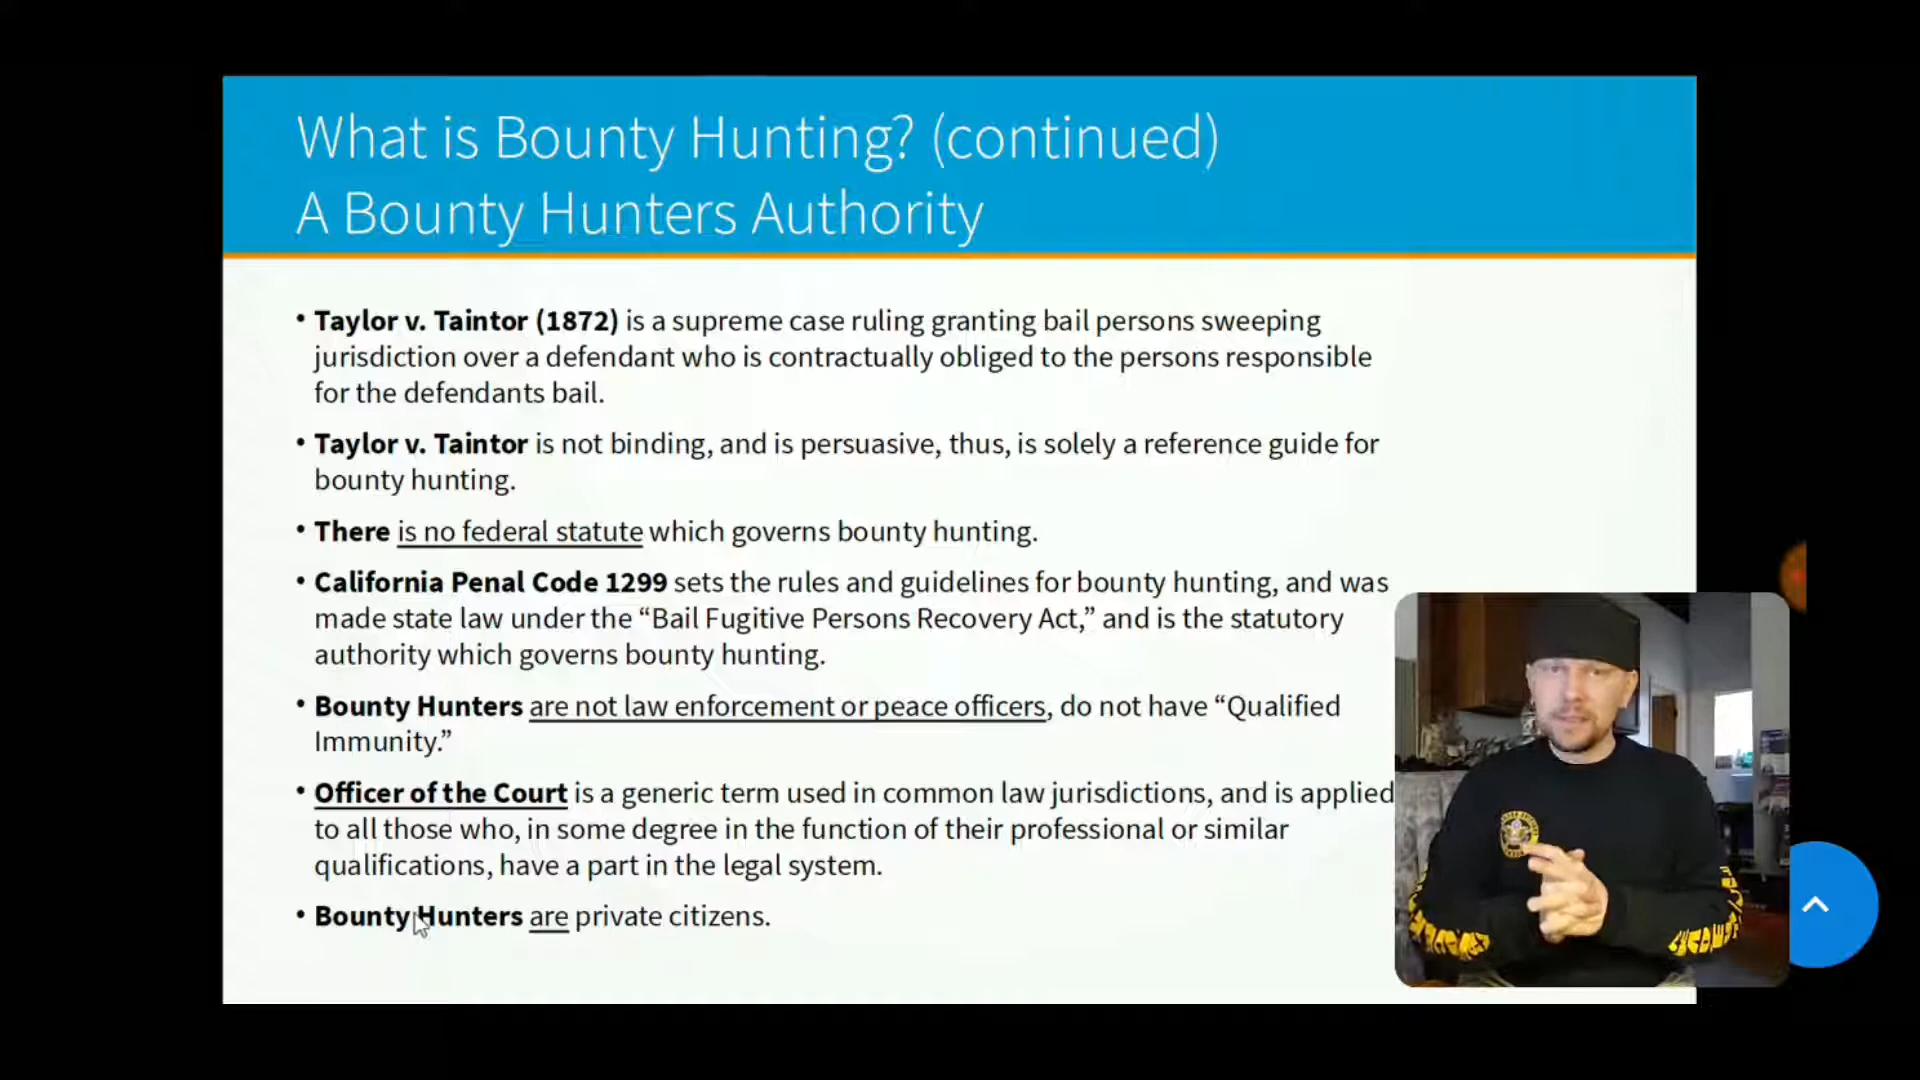 What is Bounty Hunting? (continued)
A Bounty Hunters Authority
• Taylor v. Taintor (1872) is a supreme case ruling granting bail persons sweeping
jurisdiction over a defendant who is contractually obliged to the persons responsible
for the defendants bail.
• Taylor v. Taintor is not binding, and is persuasive, thus, is solely a reference guide for
bounty hunting.
• There is no federal statute which governs bounty hunting.
• California Penal Code 1299 sets the rules and guidelines for bounty hunting, and was
made state law under the “Bail Fugitive Persons Recovery Act,” and is the statutory
authority which governs bounty hunting.
• Bounty Hunters are not law enforcement or peace officers, do not have “Qualified
Immunity.”
• Officer of the Court is a generic term used in common law jurisdictions, and is applied
to all those who, in some degree in the function of their professional or similar
qualifications, have a part in the legal system.
• Bounty Hunters are private citizens.